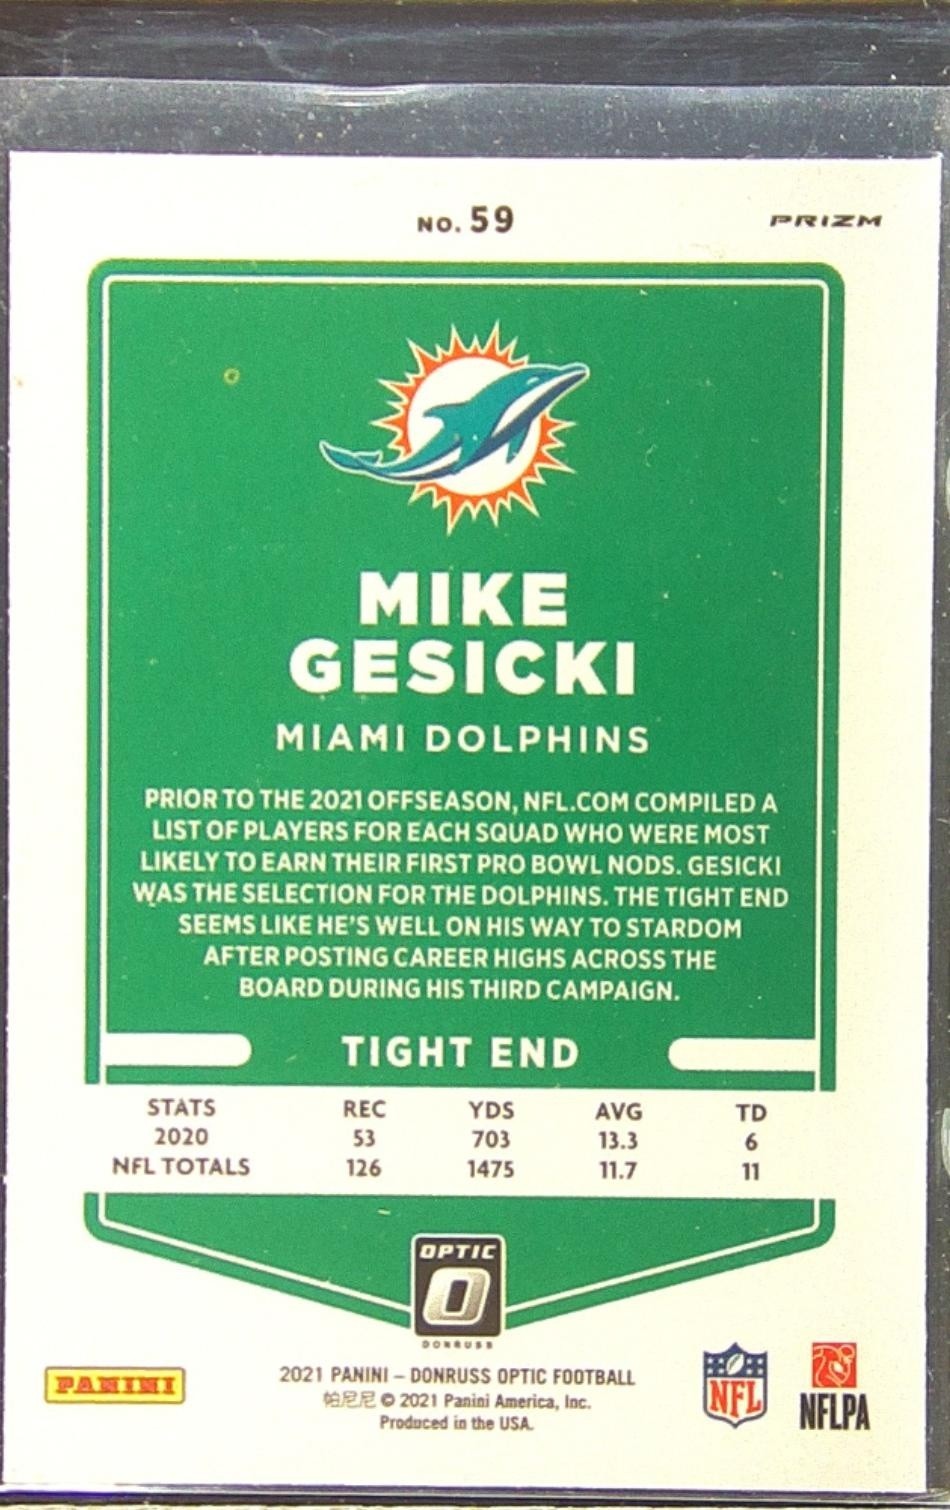 NO. 59
PRIZM
MIKE
GESICKI
MIAMI DOLPHINS
PRIOR TO THE 2021 OFFSEASON, NFL.COM COMPILED A
LIST OF PLAYERS FOR EACH SQUAD WHO WERE MOST
LIKELY TO EARN THEIR FIRST PRO BOWL NODS. GESICKI
WAS THE SELECTION FOR THE DOLPHINS. THE TIGHT END
SEEMS LIKE HE'S WELL ON HIS WAY TO STARDOM
AFTER POSTING CAREER HIGHS ACROSS THE
BOARD DURING HIS THIRD CAMPAIGN.
TIGHT END
STATS REC YDS AVG TD
2020 53 703 13.3 6
NFL TOTALS 126 1475 11.7 11
OPTIC
O
DONRUSS
PANINI
2021 PANINI – DONRUSS OPTIC FOOTBALL
帕尼尼 © 2021 Panini America, Inc.
Produced in the USA.
NFL
NFLPA